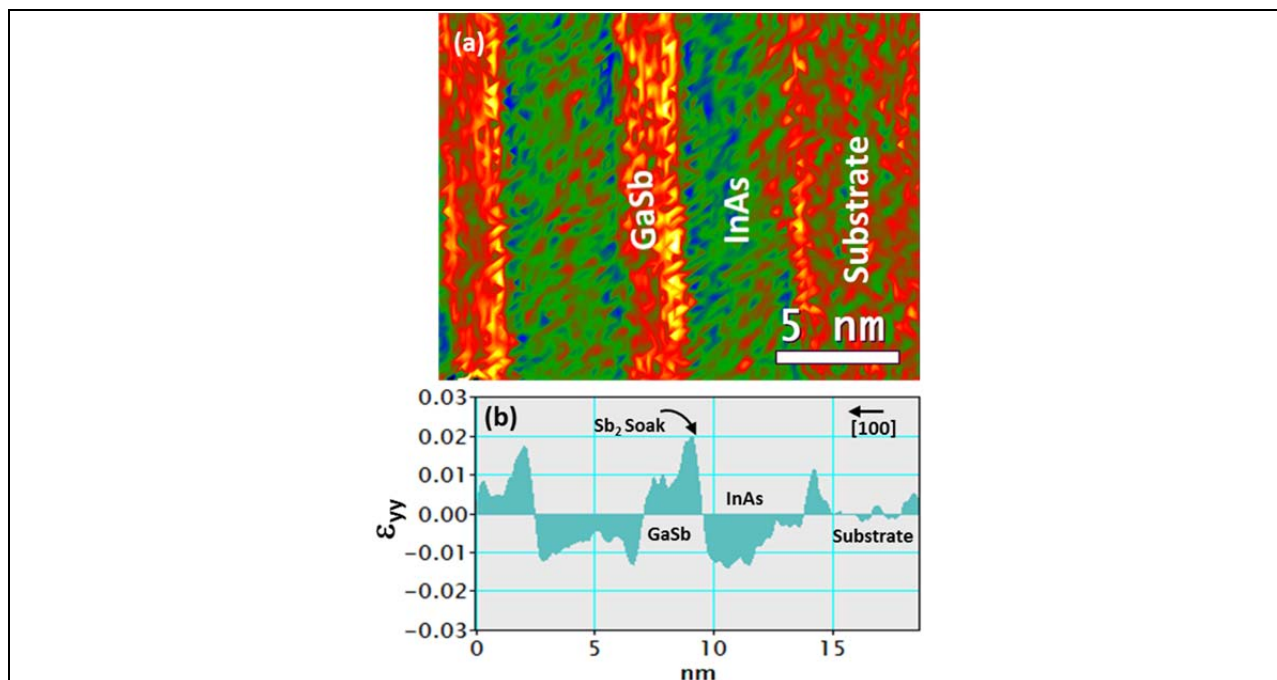 (a)
GaSb
InAs
Substrate
5 nm
(b)
0.03
0.02
0.01
0.00
-0.01
-0.02
-0.03
εyy
Sb2 Soak
[100]
InAs
GaSb
Substrate
0 5 10 15
nm